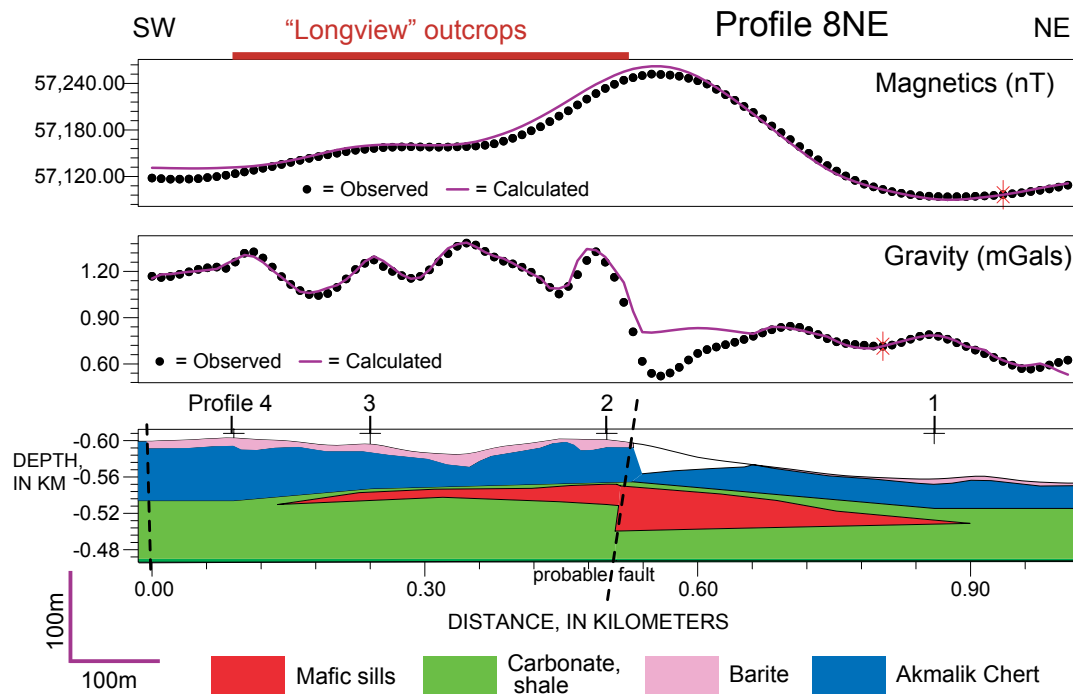 SW
“Longview” outcrops
Profile 8NE
NE
57,240.00
57,180.00
57,120.00
Magnetics (nT)
= Observed
= Calculated
1.20
0.90
0.60
Gravity (mGals)
= Observed
= Calculated
Profile 4
3
2
1
DEPTH,
IN KM
-0.60
-0.56
-0.52
-0.48
probable fault
0.00
0.30
0.60
0.90
DISTANCE, IN KILOMETERS
100m
100m
Mafic sills
Carbonate,
shale
Barite
Akmalik Chert